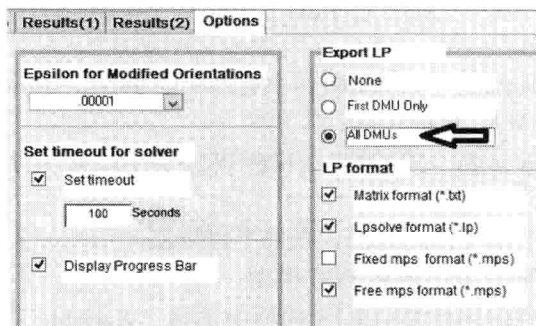 Results(1) Results(2) Options
Epsilon for Modified Orientations
.00001
Set timeout for solver
Set timeout
100 Seconds
Display Progress Bar
Export LP
None
First DMU Only
All DMUs
LP format
Matrix format (*.txt)
Lpsolve format (*.lp)
Fixed mps format (*.mps)
Free mps format (*.mps)